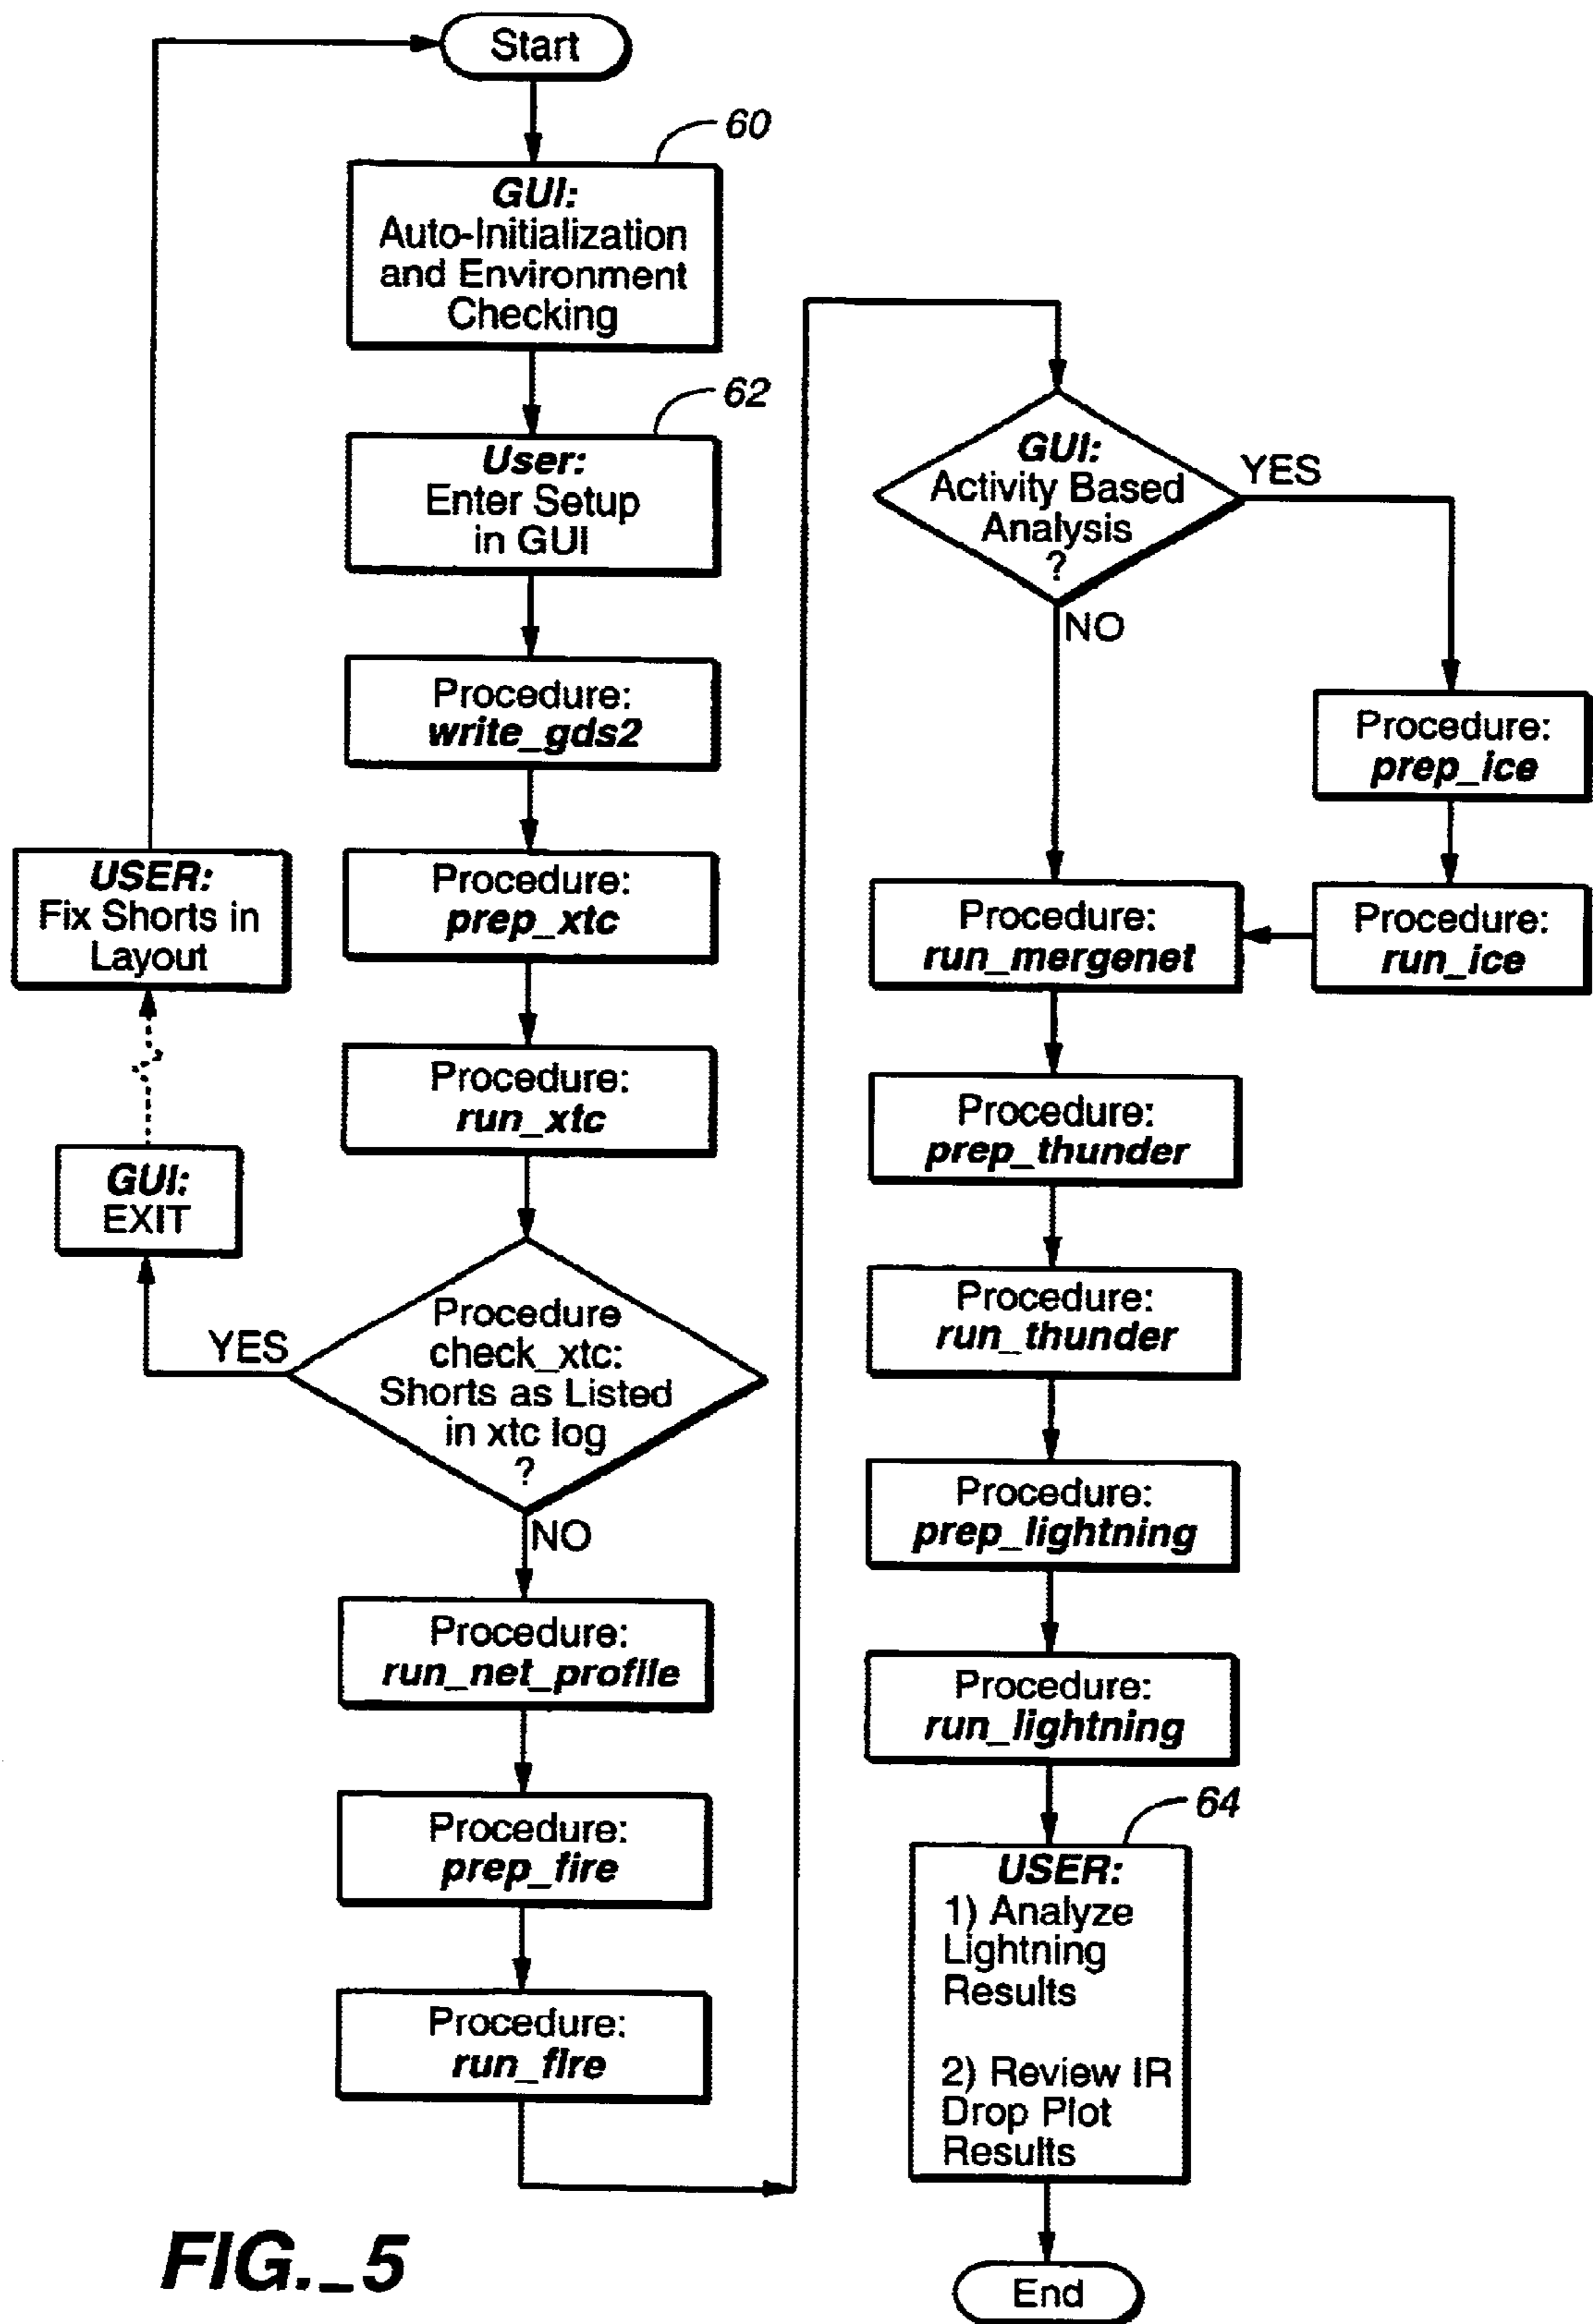 Start
60
GUI:
Auto-Initialization
and Environment
Checking
62
User:
Enter Setup
in GUI
Procedure:
write_gds2
Procedure:
prep_xtc
Procedure:
run_xtc
Procedure
check_xtc:
Shorts as Listed
in xtc log
?
YES
GUI:
EXIT
USER:
Fix Shorts in
Layout
NO
Procedure:
run_net_profile
Procedure:
prep_fire
Procedure:
run_fire
GUI:
Activity Based
Analysis
?
YES
NO
Procedure:
prep_ice
Procedure:
run_ice
Procedure:
run_mergenet
Procedure:
prep_thunder
Procedure:
run_thunder
Procedure:
prep_lightning
Procedure:
run_lightning
64
USER:
1) Analyze
Lightning
Results
2) Review IR
Drop Plot
Results
End
FIG._5